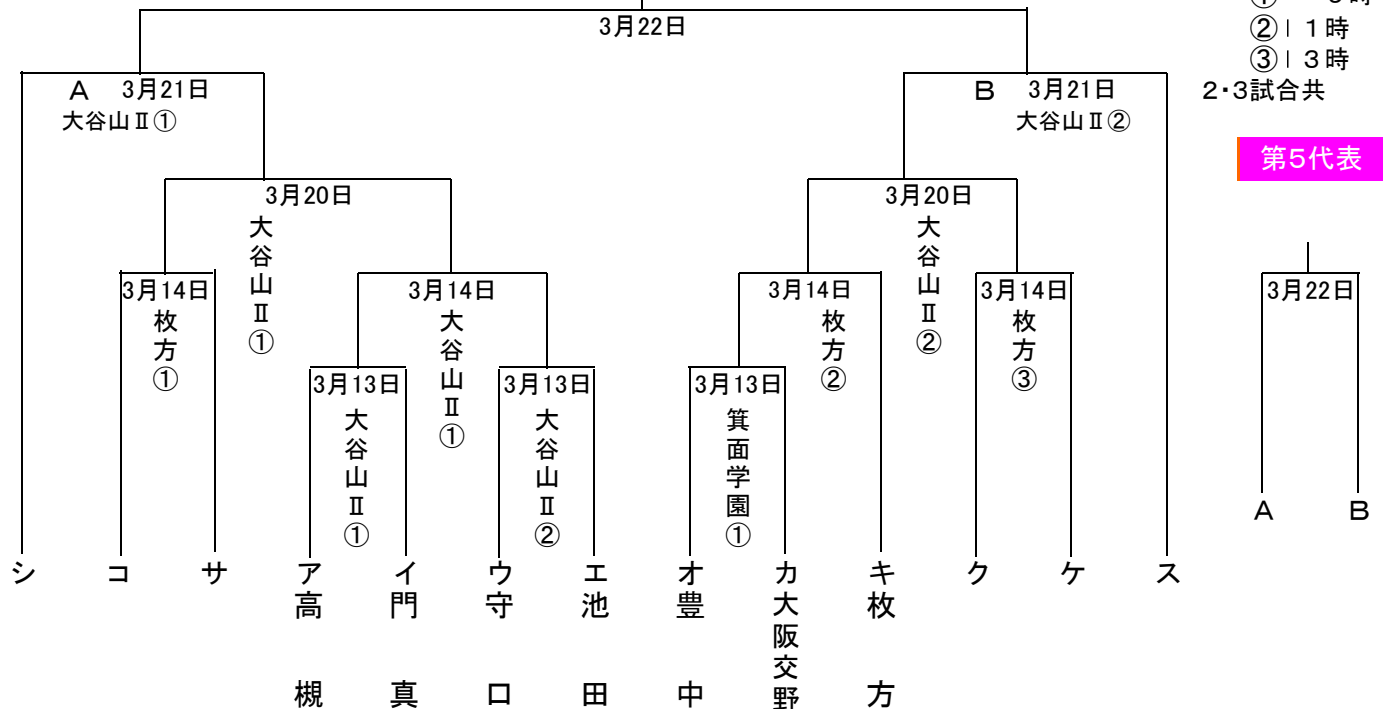 3月22日
②11時
③13時
A 3月21日
大谷山Ⅱ①
B 3月21日
大谷山Ⅱ②
2・3試合共
第5代表
3月20日
大谷山Ⅱ①
3月20日
大谷山Ⅱ②
3月14日
枚方①
3月14日
大谷山Ⅱ①
3月14日
枚方②
3月14日
枚方③
3月22日
3月13日
大谷山Ⅱ①
3月13日
大谷山Ⅱ②
3月13日
箕面学園①
A
B
シ
コ
サ
ア高槻
イ門真
ウ守口
エ池田
オ豊中
カ大阪交野
キ枚方
ク
ケ
ス